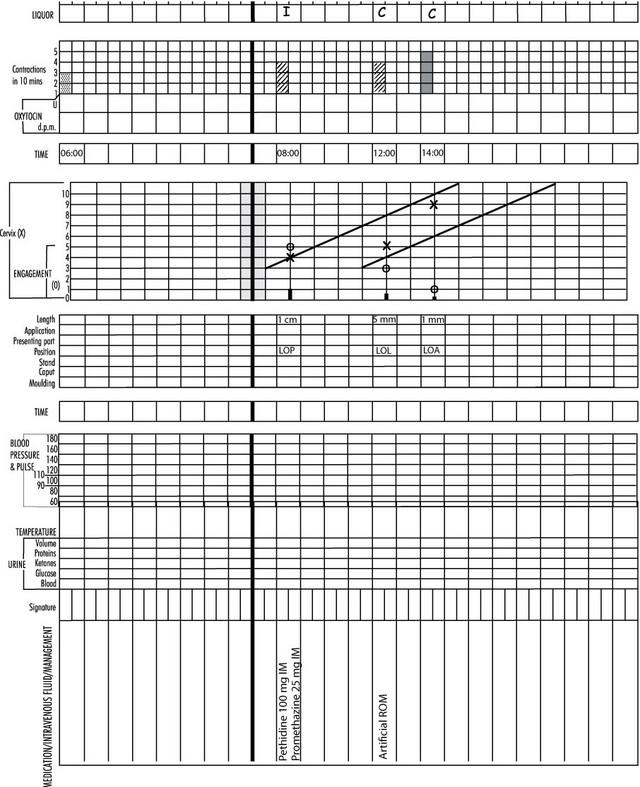 LIQUOR I C C
Contractions in 10 mins
5
4
3
2
1
0
OXYTOCIN
U
d.p.m.
TIME 06:00 08:00 12:00 14:00
Cervix (X)
10
9
8
7
6
5
4
3
2
1
0
ENGAGEMENT
(O)
Length 1 cm 5 mm 1 mm
Application
Presenting part
Position LOP LOL LOA
Stand
Caput
Moulding
TIME
BLOOD PRESSURE & PULSE
180
160
140
120
110
100
90
80
60
TEMPERATURE
URINE
Volume
Proteins
Ketones
Glucose
Blood
Signature
MEDICATION/INTRAVENOUS FLUID/MANAGEMENT
Pethidine 100 mg IM
Promethazine 25 mg IM
Artificial ROM